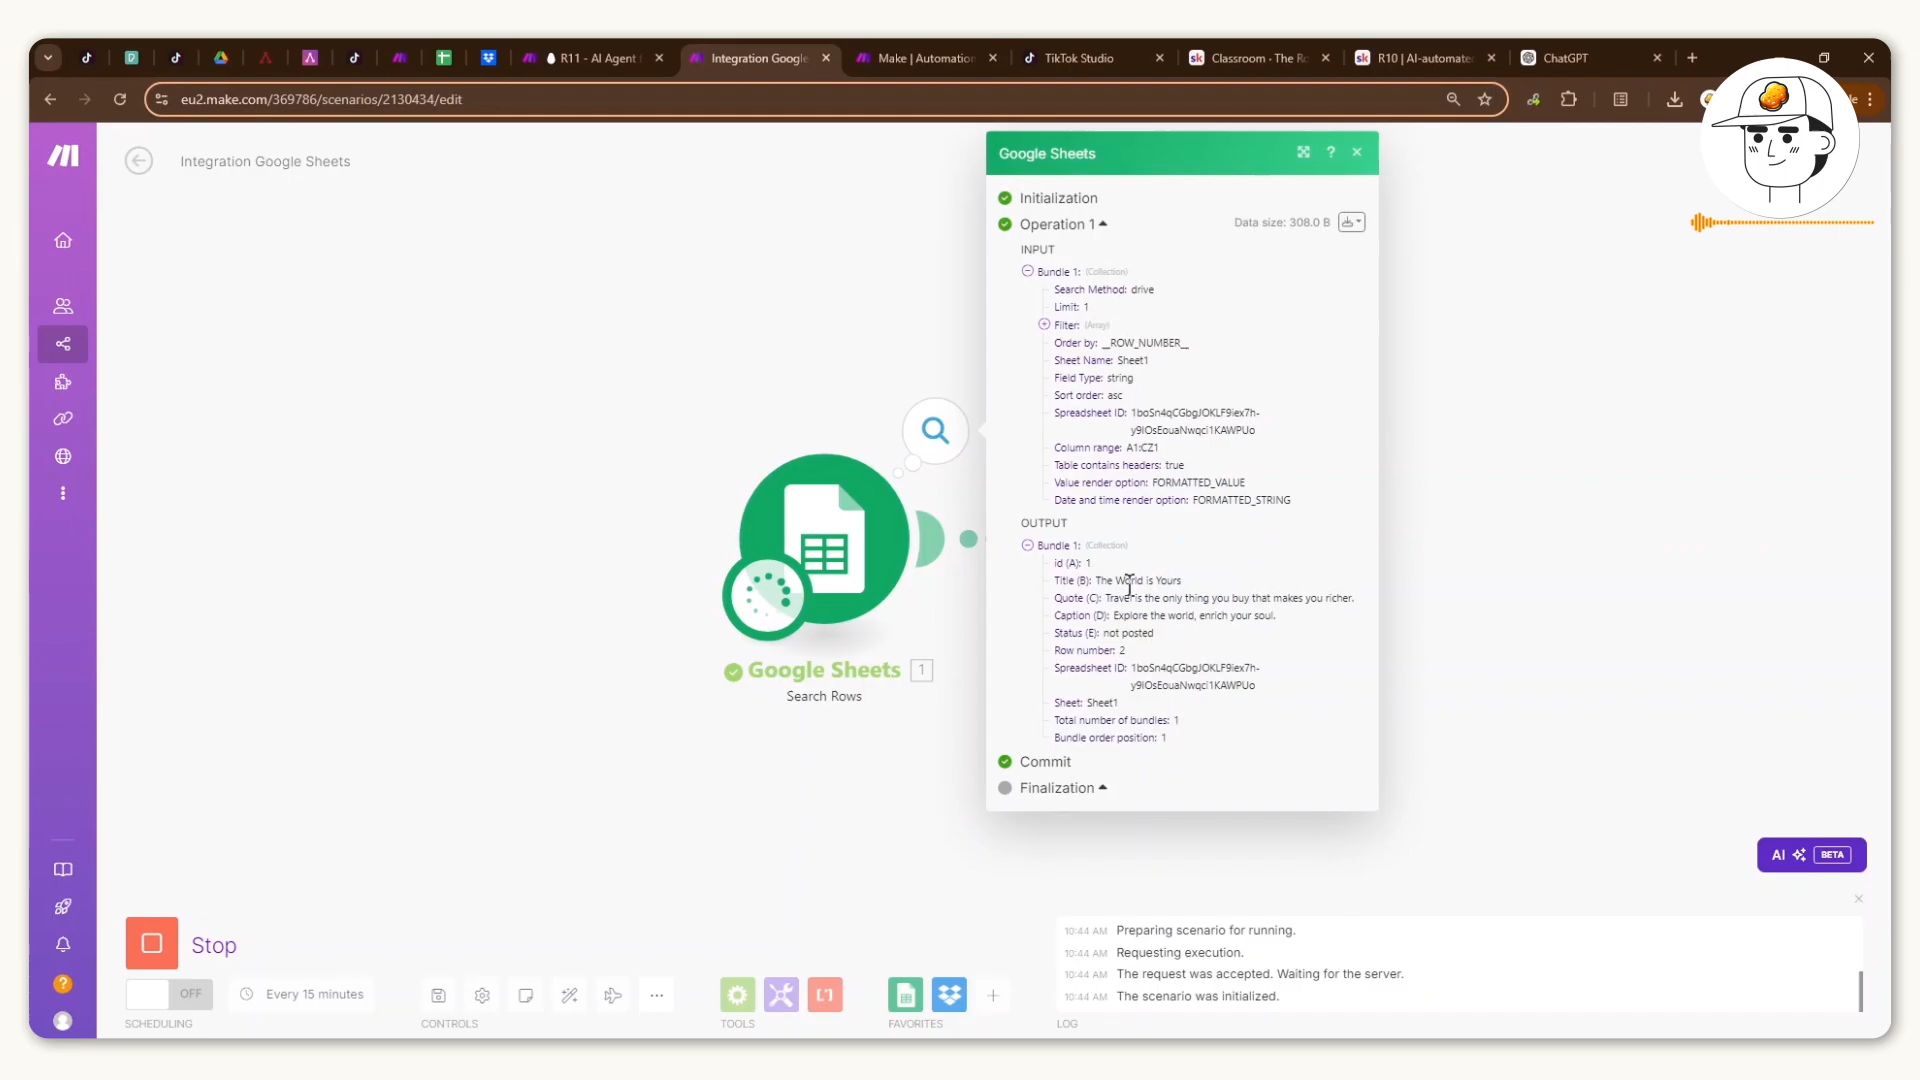 R11 - AI Agent
Integration Google
Make | Automation
TikTok Studio
Classroom - The Ro
R10 | AI-automate
ChatGPT
eu2.make.com/369786/scenarios/2130434/edit
Integration Google Sheets
Google Sheets
Initialization
Operation 1
Data size: 308.0 B
INPUT
Bundle 1: (Collection)
Search Method: drive
Limit: 1
Filter: (Array)
Order by: __ROW_NUMBER__
Sheet Name: Sheet1
Field Type: string
Sort order: asc
Spreadsheet ID: 1boSn4qCGbgJOKLF9iex7h-
y9IOsEouaNwqci1KAWPUo
Column range: A1:CZ1
Table contains headers: true
Value render option: FORMATTED_VALUE
Date and time render option: FORMATTED_STRING
OUTPUT
Bundle 1: (Collection)
id (A): 1
Title (B): The World is Yours
Quote (C): Travel is the only thing you buy that makes you richer.
Caption (D): Explore the world, enrich your soul.
Status (E): not posted
Row number: 2
Spreadsheet ID: 1boSn4qCGbgJOKLF9iex7h-
y9IOsEouaNwqci1KAWPUo
Sheet: Sheet1
Total number of bundles: 1
Bundle order position: 1
Commit
Finalization
Google Sheets 1
Search Rows
AI BETA
Stop
OFF
Every 15 minutes
SCHEDULING
CONTROLS
TOOLS
FAVORITES
10:44 AM Preparing scenario for running.
10:44 AM Requesting execution.
10:44 AM The request was accepted. Waiting for the server.
10:44 AM The scenario was initialized.
LOG